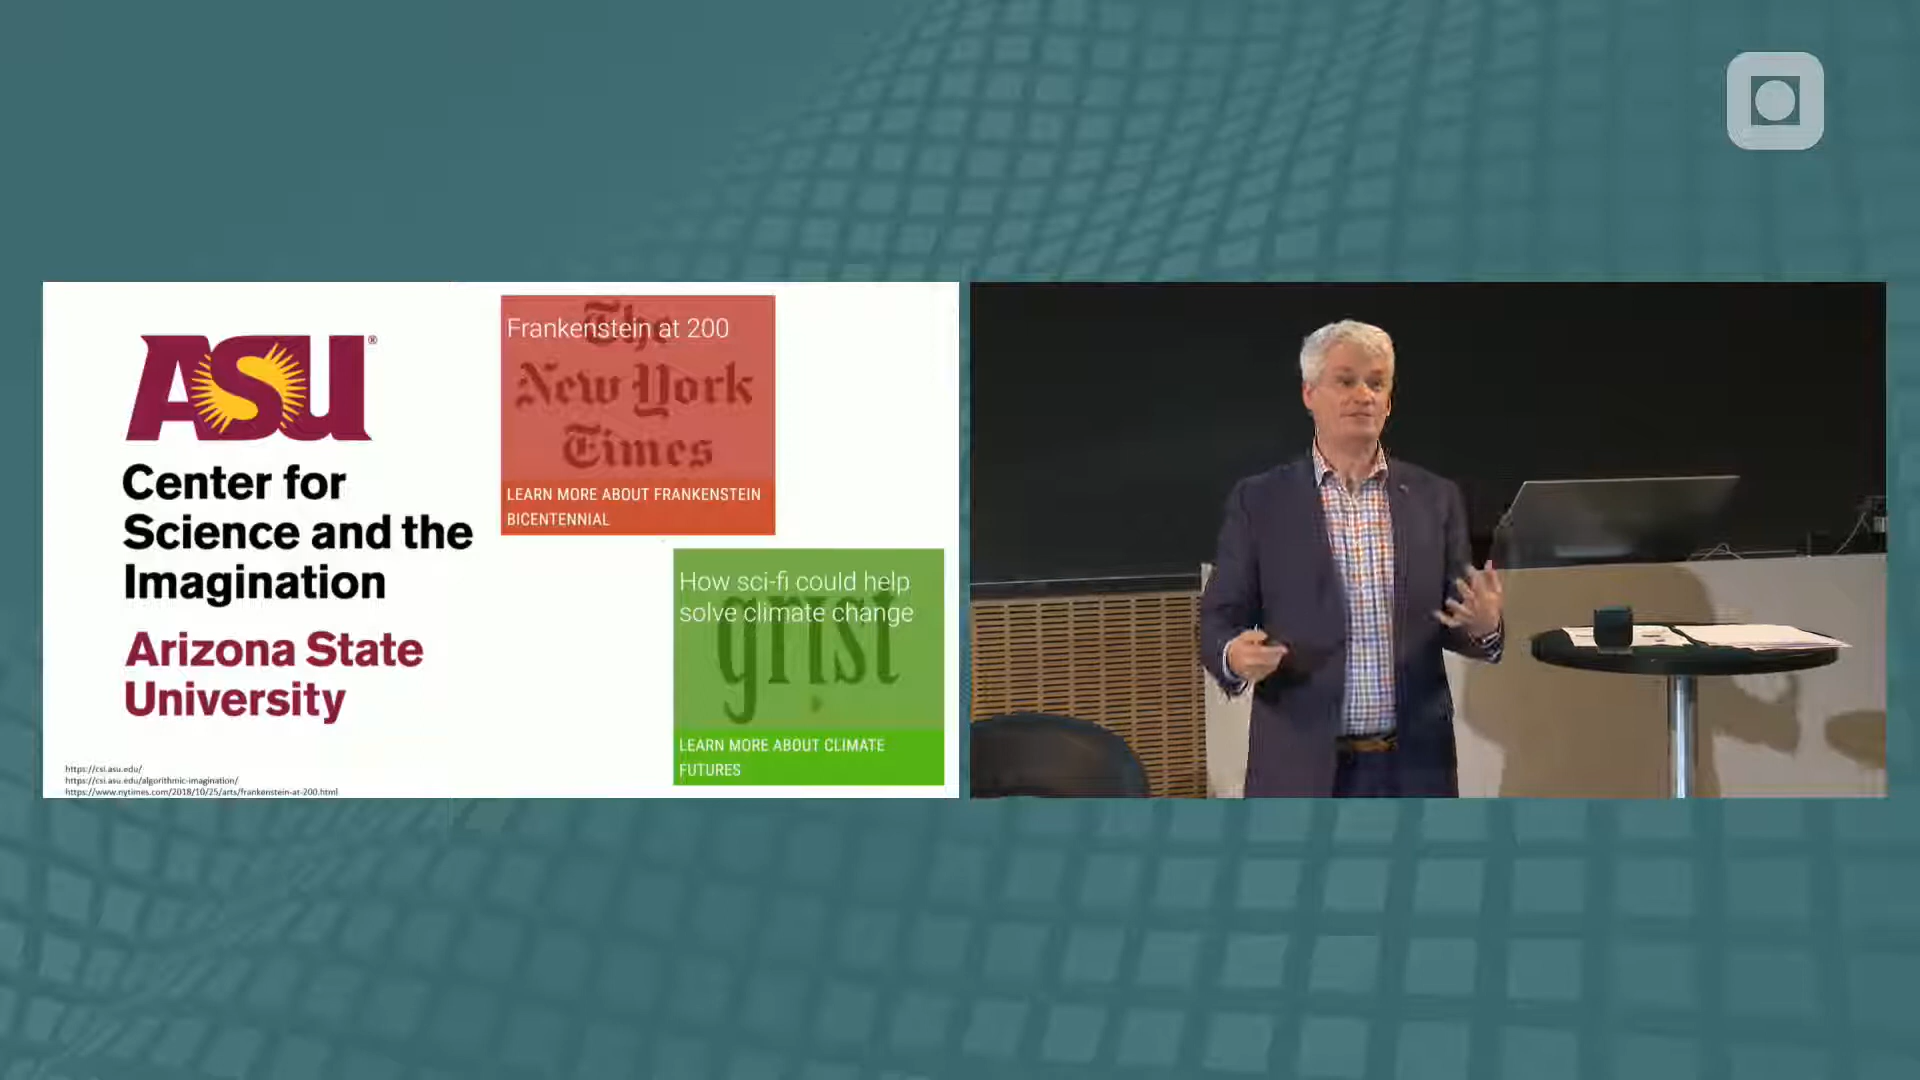 ASU®
Center for
Science and the
Imagination
Arizona State
University
https://csi.asu.edu/
https://csi.asu.edu/algorithmic-imagination/
https://www.nytimes.com/2018/10/25/arts/frankenstein-at-200.html
Frankenstein at 200
The
New York
Times
LEARN MORE ABOUT FRANKENSTEIN
BICENTENNIAL
How sci-fi could help
solve climate change
grist
LEARN MORE ABOUT CLIMATE
FUTURES